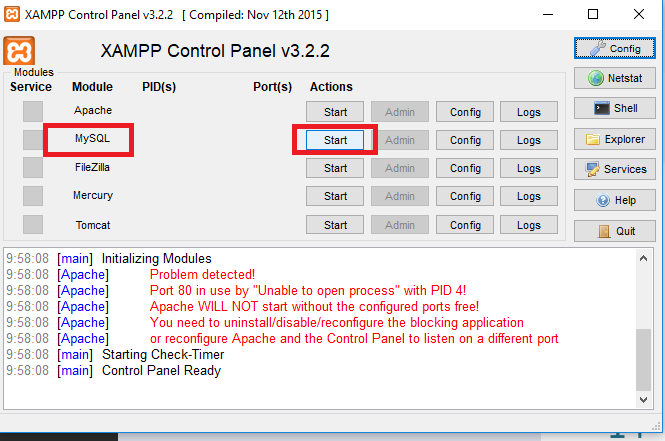 XAMPP Control Panel v3.2.2 [ Compiled: Nov 12th 2015 ]
XAMPP Control Panel v3.2.2
Config
Modules
Service Module PID(s) Port(s) Actions
Netstat
Apache Start Admin Config Logs
Shell
MySQL Start Admin Config Logs
Explorer
FileZilla Start Admin Config Logs
Services
Mercury Start Admin Config Logs
Help
Tomcat Start Admin Config Logs
Quit
9:58:08 [main] Initializing Modules
9:58:08 [Apache] Problem detected!
9:58:08 [Apache] Port 80 in use by "Unable to open process" with PID 4!
9:58:08 [Apache] Apache WILL NOT start without the configured ports free!
9:58:08 [Apache] You need to uninstall/disable/reconfigure the blocking application
9:58:08 [Apache] or reconfigure Apache and the Control Panel to listen on a different port
9:58:08 [main] Starting Check-Timer
9:58:08 [main] Control Panel Ready